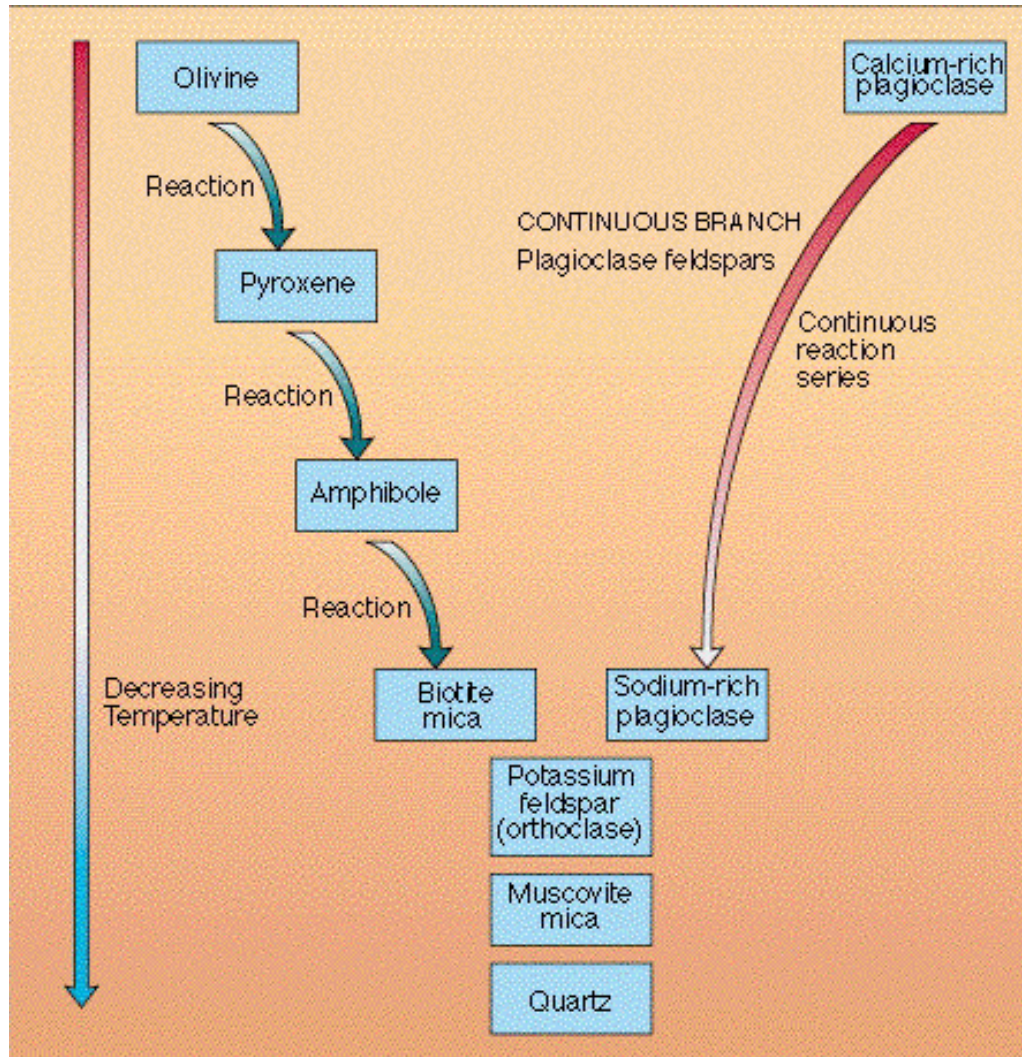 Olivine
Calcium-rich
plagioclase
Reaction
CONTINUOUS BRANCH
Plagioclase feldspars
Pyroxene
Continuous
reaction
series
Reaction
Amphibole
Reaction
Decreasing
Temperature
Biotite
mica
Sodium-rich
plagioclase
Potassium
feldspar
(orthoclase)
Muscovite
mica
Quartz